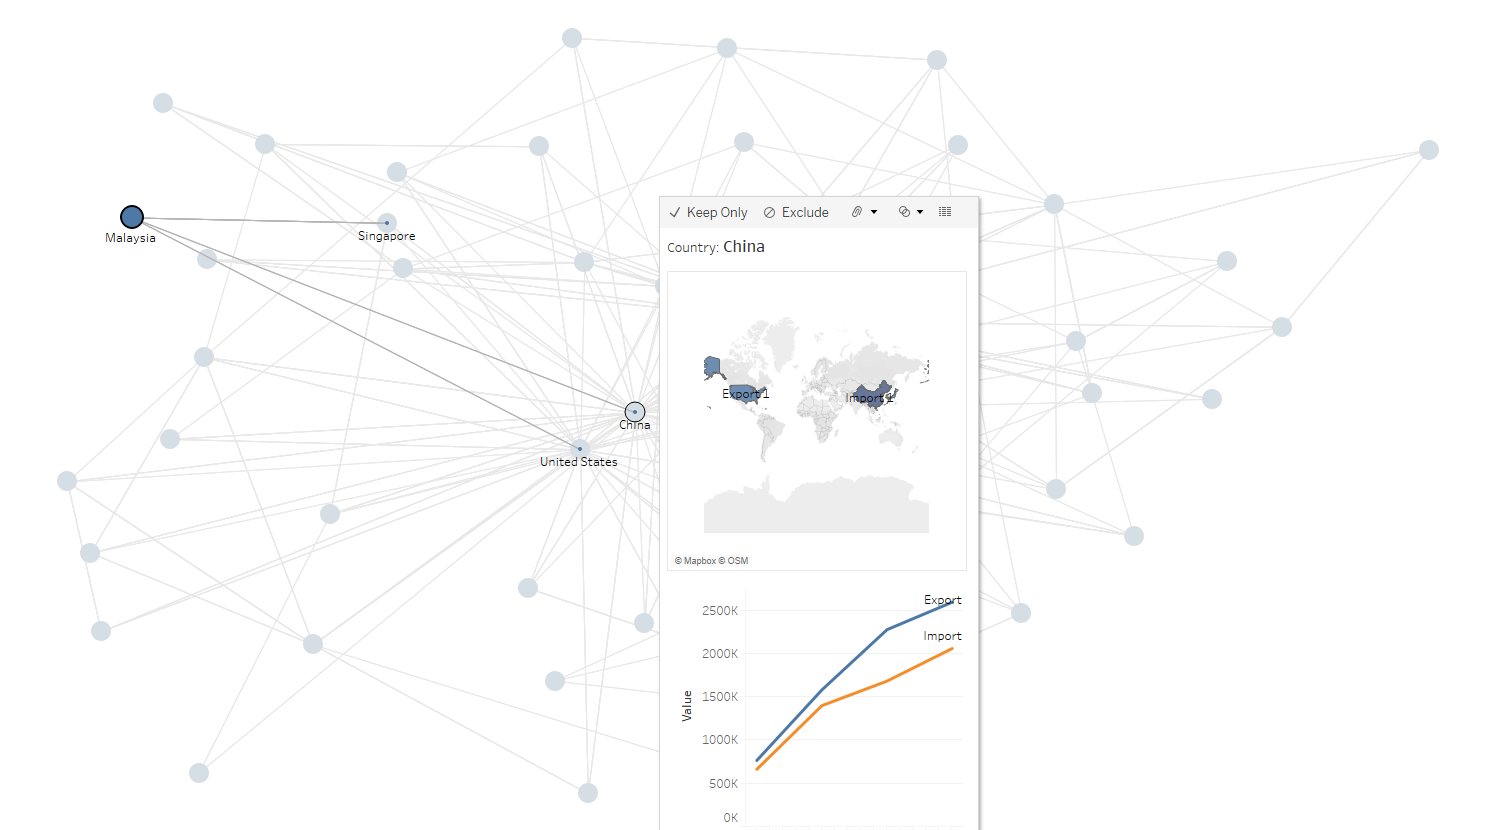 Keep Only
Exclude
Malaysia
Singapore
Country: China
Export 1
Import 1
China
United States
© Mapbox © OSM
Export
2500K
Import
2000K
1500K
Value
1000K
500K
0K